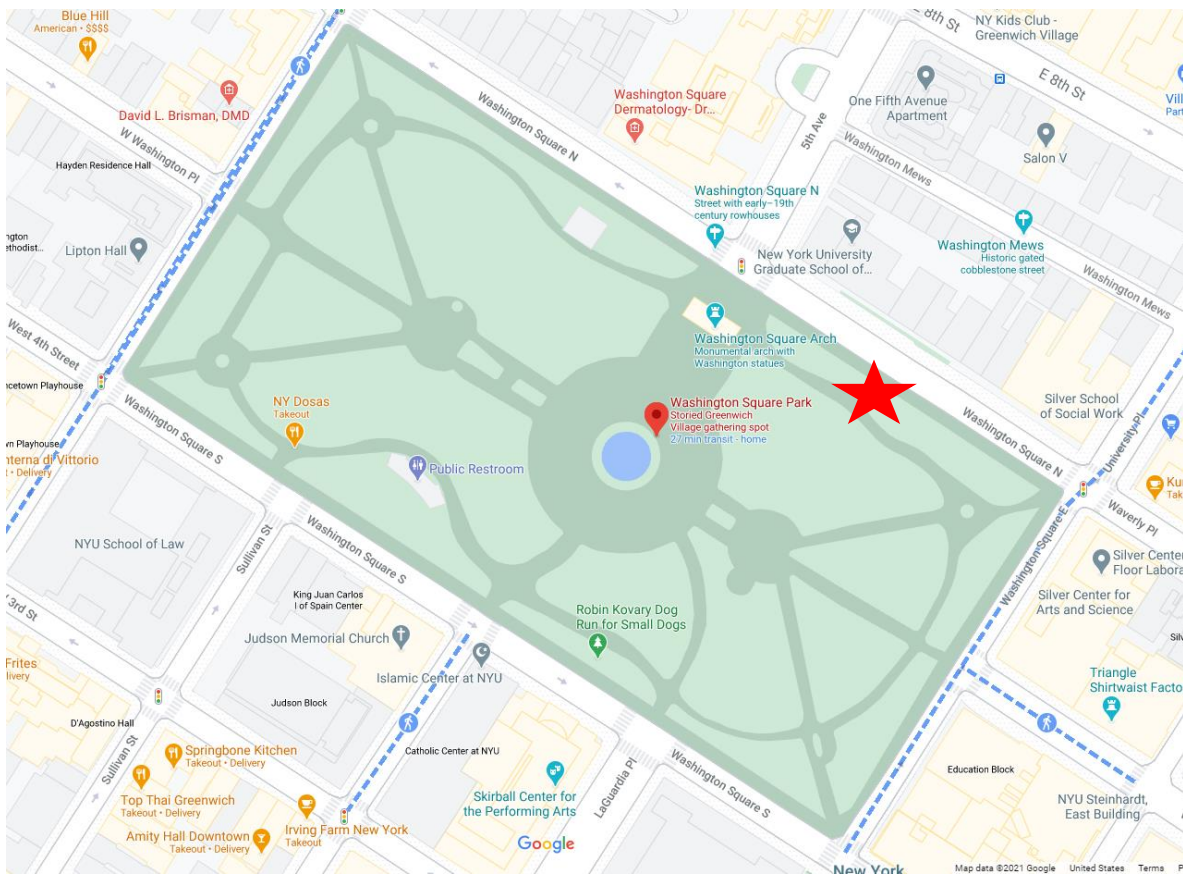 Blue Hill
American • $$$$
David L. Brisman, DMD
W Washington Pl
Hayden Residence Hall
Lipton Hall
West 4th Street
Washington Square N
Washington Square
Dermatology- Dr...
5th Ave
E 8th St
NY Kids Club -
Greenwich Village
E 8th St
One Fifth Avenue
Apartment
Salon V
Washington Mews
Washington Square N
Street with early–19th
century rowhouses
New York University
Graduate School of...
Washington Mews
Historic gated
cobblestone street
Washington Mews
Washington Square Arch
Monumental arch with
Washington statues
Washington Square Park
Storied Greenwich
Village gathering spot
27 min transit - home
Silver School
of Social Work
Washington Square N
University Pl
Waverly Pl
Washington Square E
NY Dosas
Takeout
Public Restroom
Washington Square S
NYU School of Law
Sullivan St
Washington Square S
King Juan Carlos
I of Spain Center
Judson Memorial Church
Islamic Center at NYU
Robin Kovary Dog
Run for Small Dogs
Silver Center for
Arts and Science
Silver Center
Triangle
Judson Block
D'Agostino Hall
Sullivan St
Springbone Kitchen
Takeout • Delivery
Top Thai Greenwich
Takeout • Delivery
Amity Hall Downtown
Takeout • Delivery
Irving Farm New York
Takeout
Catholic Center at NYU
Skirball Center for
the Performing Arts
LaGuardia Pl
Washington Square S
Education Block
NYU Steinhardt,
East Building
Google
New York
Map data ©2021 Google United States Terms